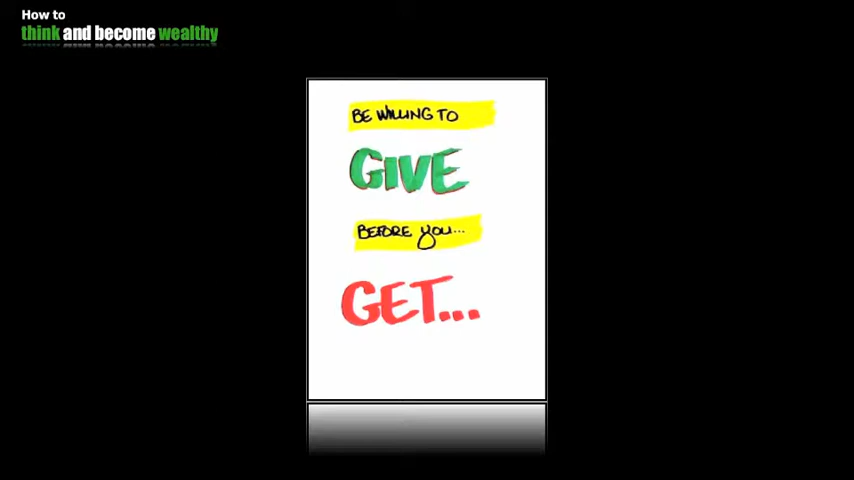 How to
think and become wealthy
BE WILLING TO
GIVE
BEFORE YOU...
GET...